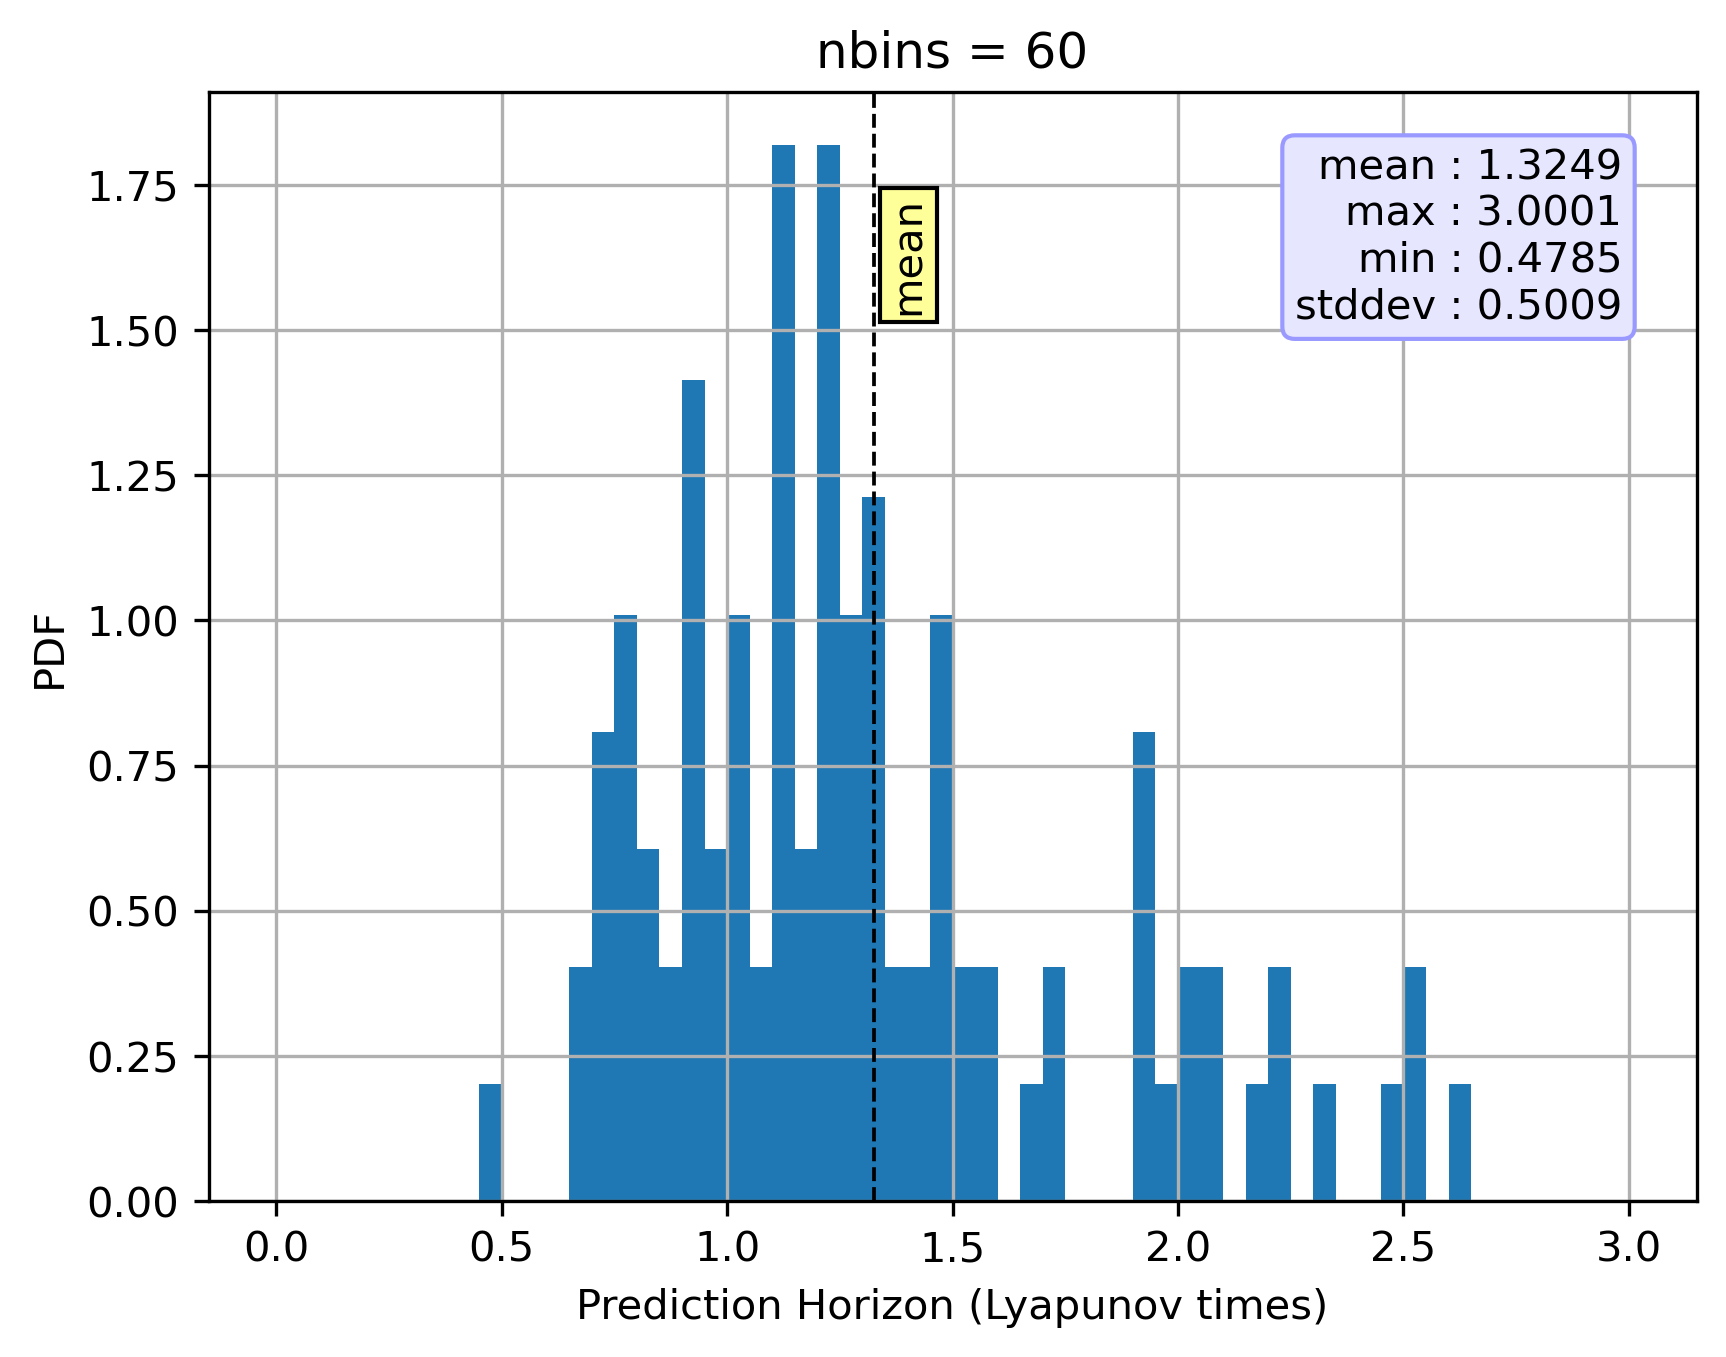 nbins = 60
mean : 1.3249
max : 3.0001
min : 0.4785
stddev : 0.5009
mean
PDF
1.75
1.50
1.25
1.00
0.75
0.50
0.25
0.00
0.0 0.5 1.0 1.5 2.0 2.5 3.0
Prediction Horizon (Lyapunov times)